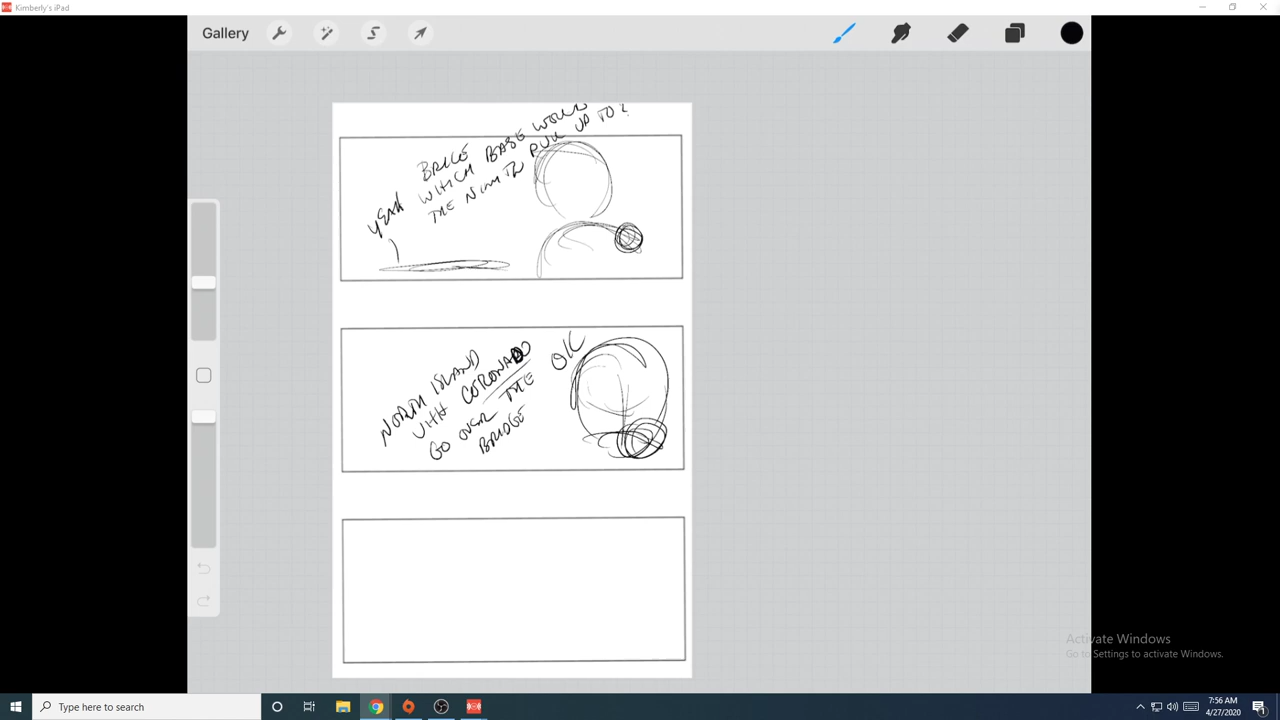 Kimberly's iPad
Gallery
BRICE
YEAH WHICH BASE WOULD
THE NIMITZ PULL UP TO?
NORTH ISLAND
UHH CORONADO
GO OVER THE
BRIDGE
OK
Activate Windows
Go to Settings to activate Windows.
Type here to search
7:56 AM
4/27/2020
1